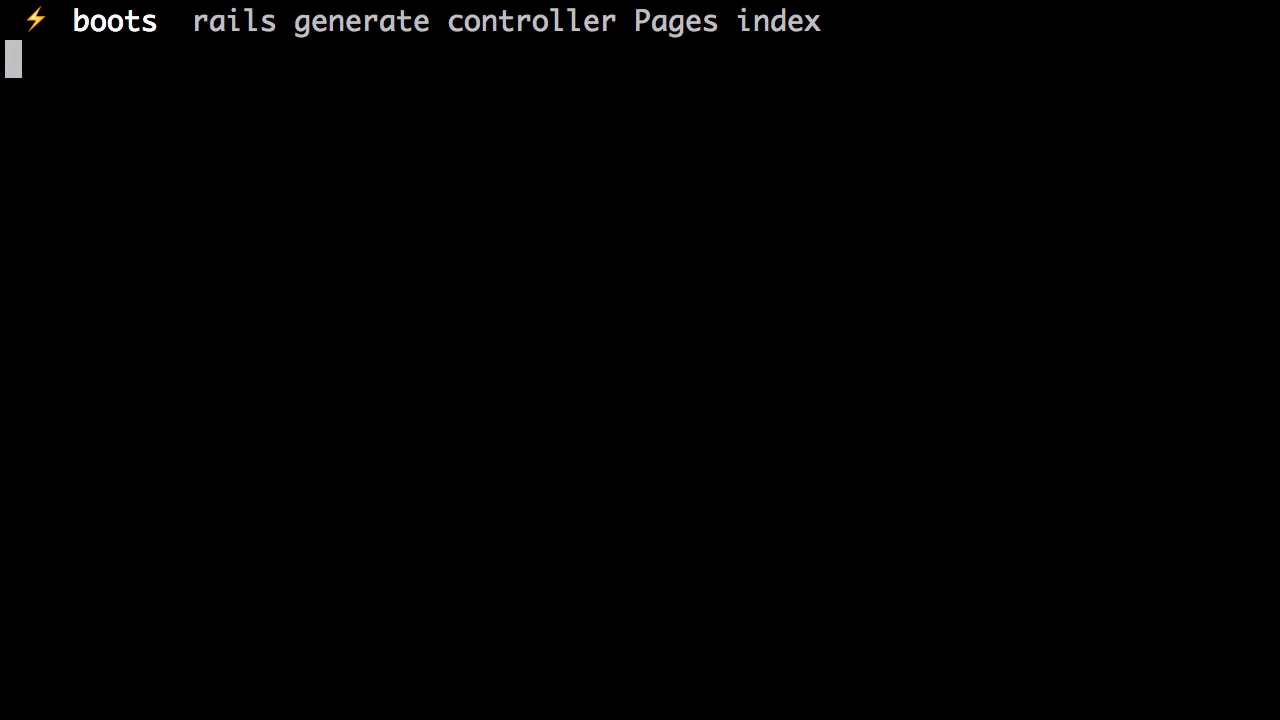 ⚡ boots rails generate controller Pages index